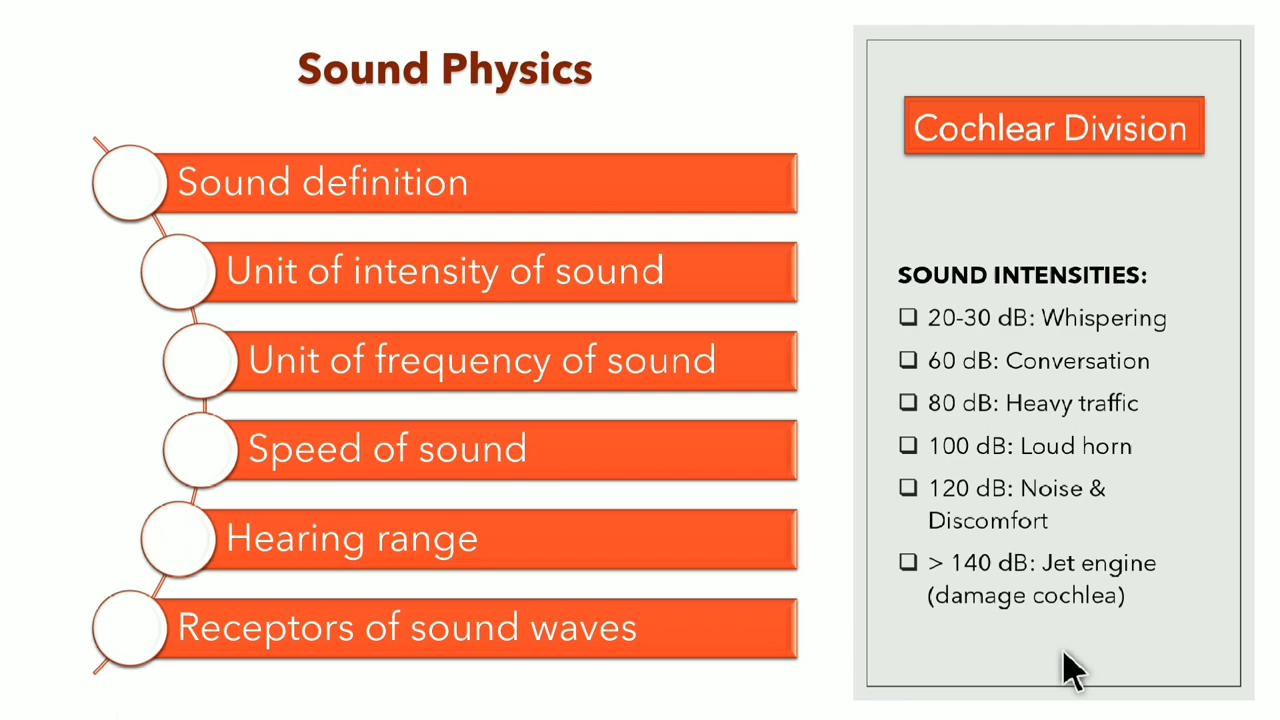 Sound Physics
Sound definition
Unit of intensity of sound
Unit of frequency of sound
Speed of sound
Hearing range
Receptors of sound waves
Cochlear Division
SOUND INTENSITIES:
❑ 20-30 dB: Whispering
❑ 60 dB: Conversation
❑ 80 dB: Heavy traffic
❑ 100 dB: Loud horn
❑ 120 dB: Noise &
Discomfort
❑ > 140 dB: Jet engine
(damage cochlea)